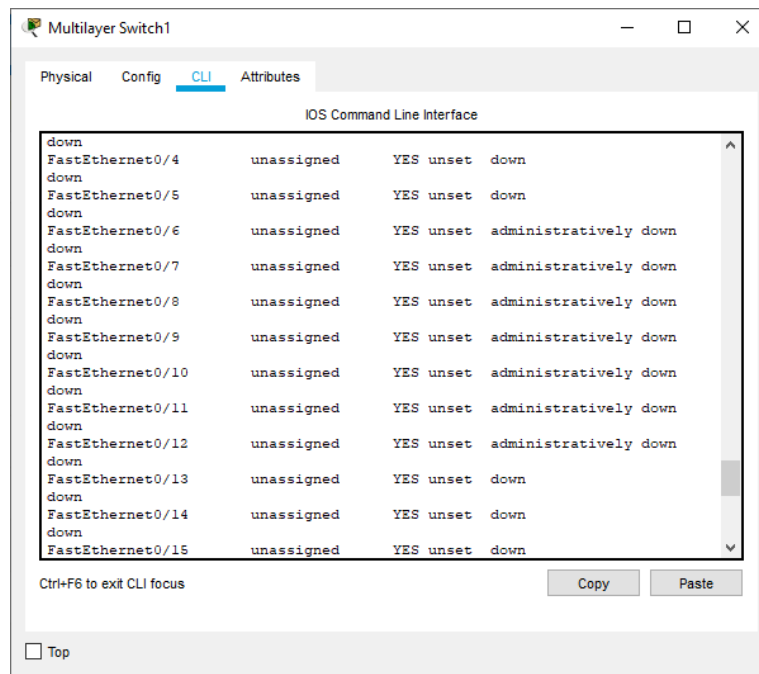 Multilayer Switch1
Physical Config CLI Attributes
IOS Command Line Interface
down
FastEthernet0/4 unassigned YES unset down
down
FastEthernet0/5 unassigned YES unset down
down
FastEthernet0/6 unassigned YES unset administratively down
down
FastEthernet0/7 unassigned YES unset administratively down
down
FastEthernet0/8 unassigned YES unset administratively down
down
FastEthernet0/9 unassigned YES unset administratively down
down
FastEthernet0/10 unassigned YES unset administratively down
down
FastEthernet0/11 unassigned YES unset administratively down
down
FastEthernet0/12 unassigned YES unset administratively down
down
FastEthernet0/13 unassigned YES unset down
down
FastEthernet0/14 unassigned YES unset down
down
FastEthernet0/15 unassigned YES unset down
Ctrl+F6 to exit CLI focus
Copy Paste
Top